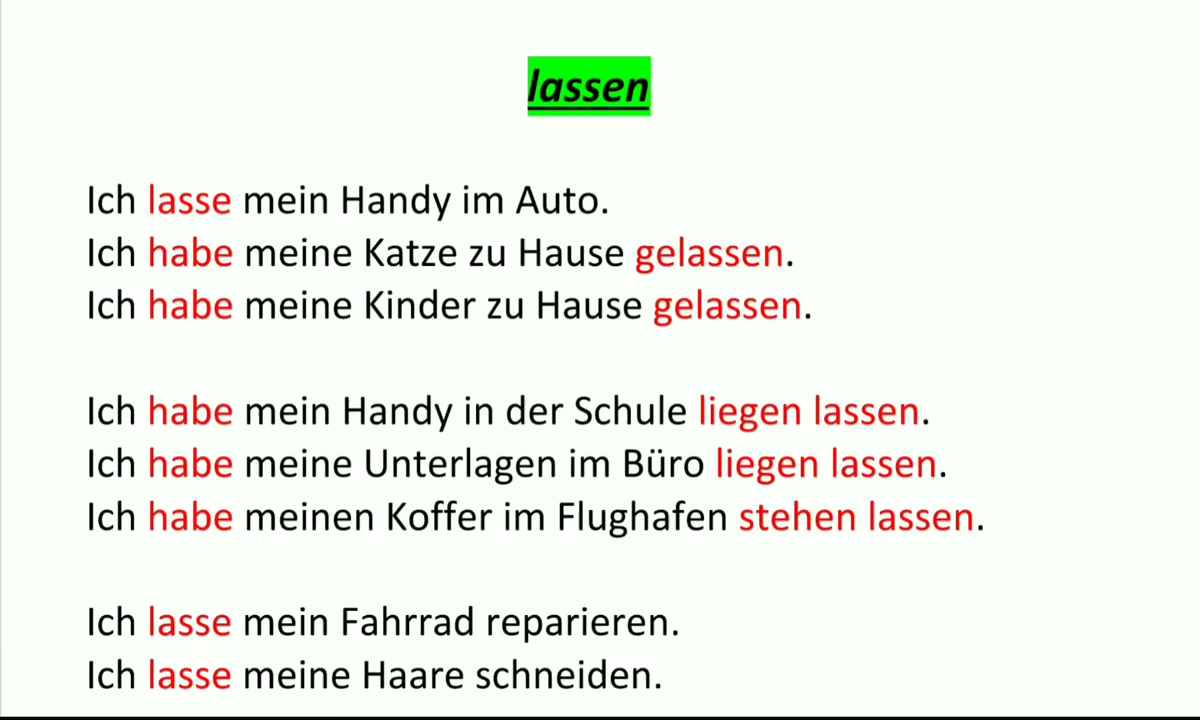 lassen
Ich lasse mein Handy im Auto.
Ich habe meine Katze zu Hause gelassen.
Ich habe meine Kinder zu Hause gelassen.
Ich habe mein Handy in der Schule liegen lassen.
Ich habe meine Unterlagen im Büro liegen lassen.
Ich habe meinen Koffer im Flughafen stehen lassen.
Ich lasse mein Fahrrad reparieren.
Ich lasse meine Haare schneiden.